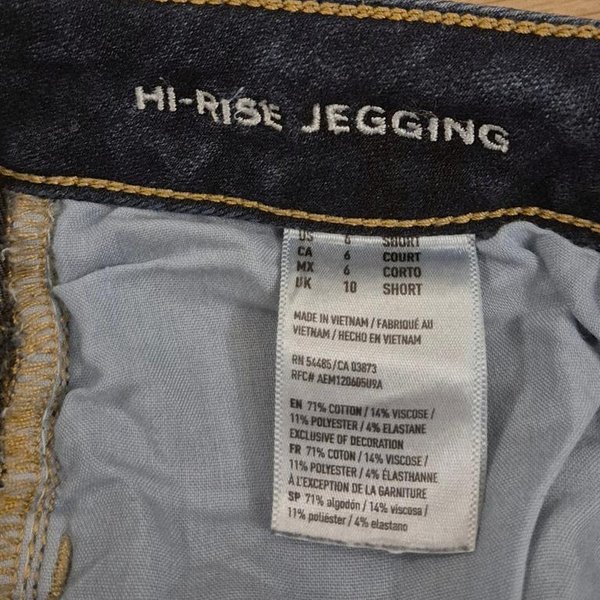 HI-RISE JEGGING
US 6 SHORT
CA 6 COURT
MX 6 CORTO
UK 10 SHORT
MADE IN VIETNAM / FABRIQUÉ AU
VIETNAM / HECHO EN VIETNAM
RN 54485/CA 03873
RFC# AEM120605U9A
EN 71% COTTON / 14% VISCOSE /
11% POLYESTER / 4% ELASTANE
EXCLUSIVE OF DECORATION
FR 71% COTON / 14% VISCOSE /
11% POLYESTER / 4% ÉLASTHANNE
À L'EXCEPTION DE LA GARNITURE
SP 71% algodón / 14% viscosa /
11% poliéster / 4% elastano